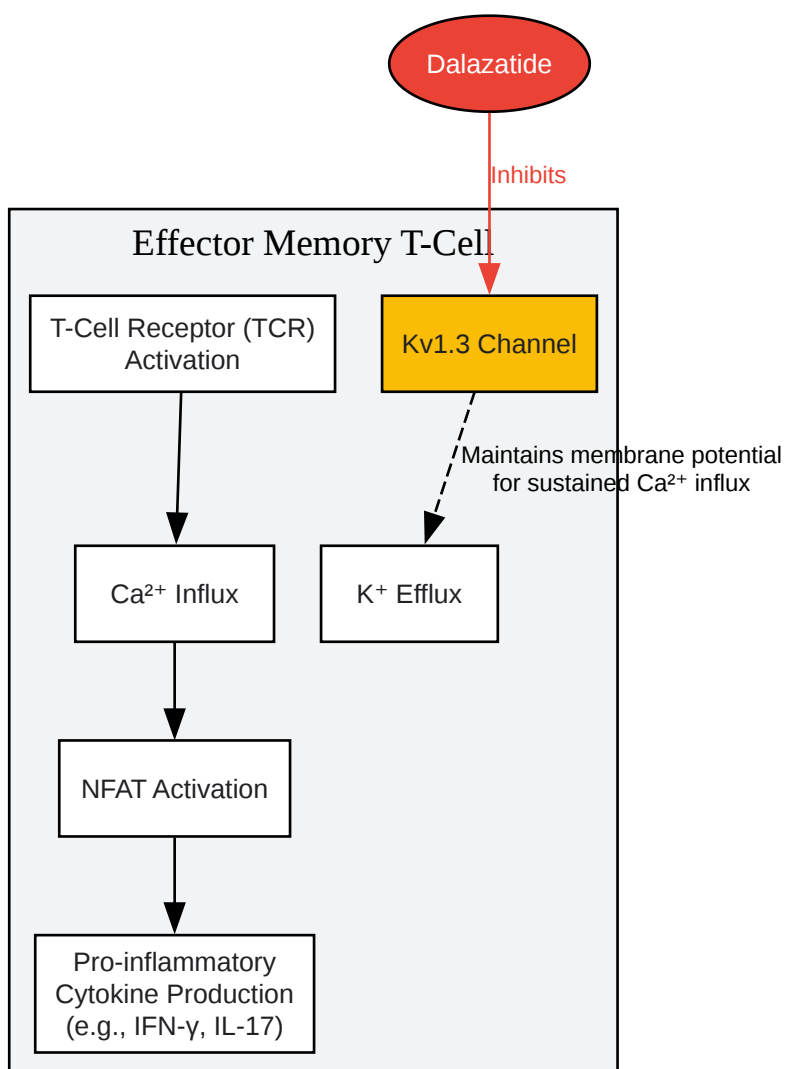 Dalazatide
Inhibits
Effector Memory T-Cell
T-Cell Receptor (TCR)
Activation
Kv1.3 Channel
Maintains membrane potential
for sustained Ca²⁺ influx
Ca²⁺ Influx
K⁺ Efflux
NFAT Activation
Pro-inflammatory
Cytokine Production
(e.g., IFN-γ, IL-17)